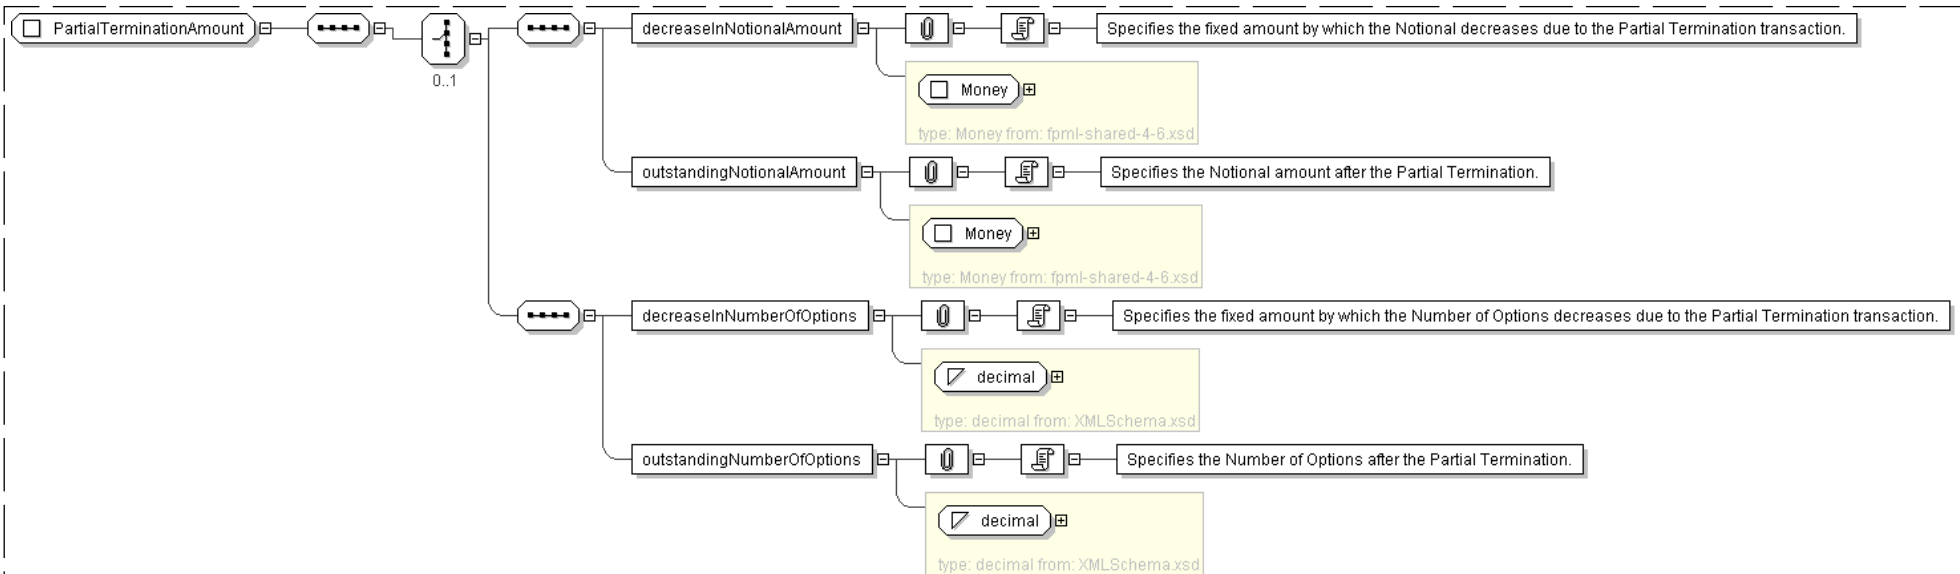 PartialTerminationAmount
0..1
decreaseInNotionalAmount
Specifies the fixed amount by which the Notional decreases due to the Partial Termination transaction.
Money
type: Money from: fpml-shared-4-6.xsd
outstandingNotionalAmount
Specifies the Notional amount after the Partial Termination.
Money
type: Money from: fpml-shared-4-6.xsd
decreaseInNumberOfOptions
Specifies the fixed amount by which the Number of Options decreases due to the Partial Termination transaction.
decimal
type: decimal from: XMLSchema.xsd
outstandingNumberOfOptions
Specifies the Number of Options after the Partial Termination.
decimal
type: decimal from: XMLSchema.xsd